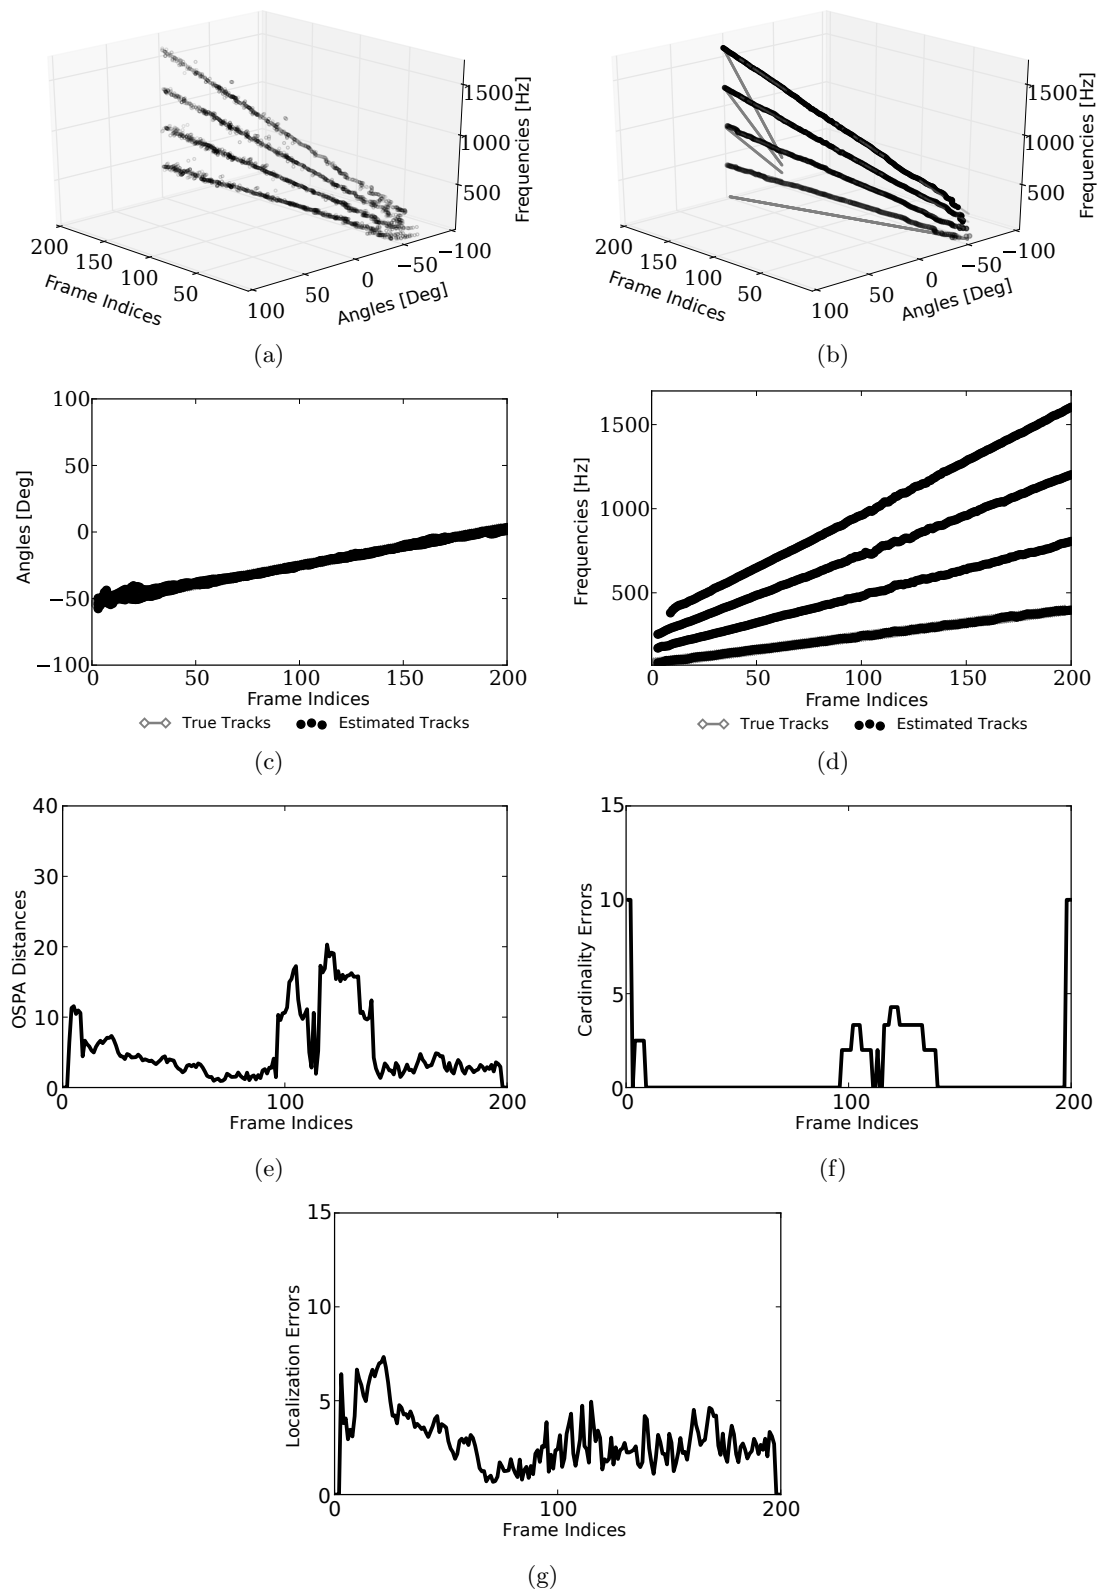 1500
1000
500
Frequencies [Hz]
200
150
100
50
Frame Indices
100
50
0
−50
−100
Angles [Deg]
(a)
1500
1000
500
Frequencies [Hz]
200
150
100
50
Frame Indices
100
50
0
−50
−100
Angles [Deg]
(b)
100
50
0
−50
−100
Angles [Deg]
0 50 100 150 200
Frame Indices
True Tracks Estimated Tracks
(c)
1500
1000
500
Frequencies [Hz]
0 50 100 150 200
Frame Indices
True Tracks Estimated Tracks
(d)
40
30
20
10
0
OSPA Distances
0 100 200
Frame Indices
(e)
15
10
5
0
Cardinality Errors
0 100 200
Frame Indices
(f)
15
10
5
0
Localization Errors
0 100 200
Frame Indices
(g)